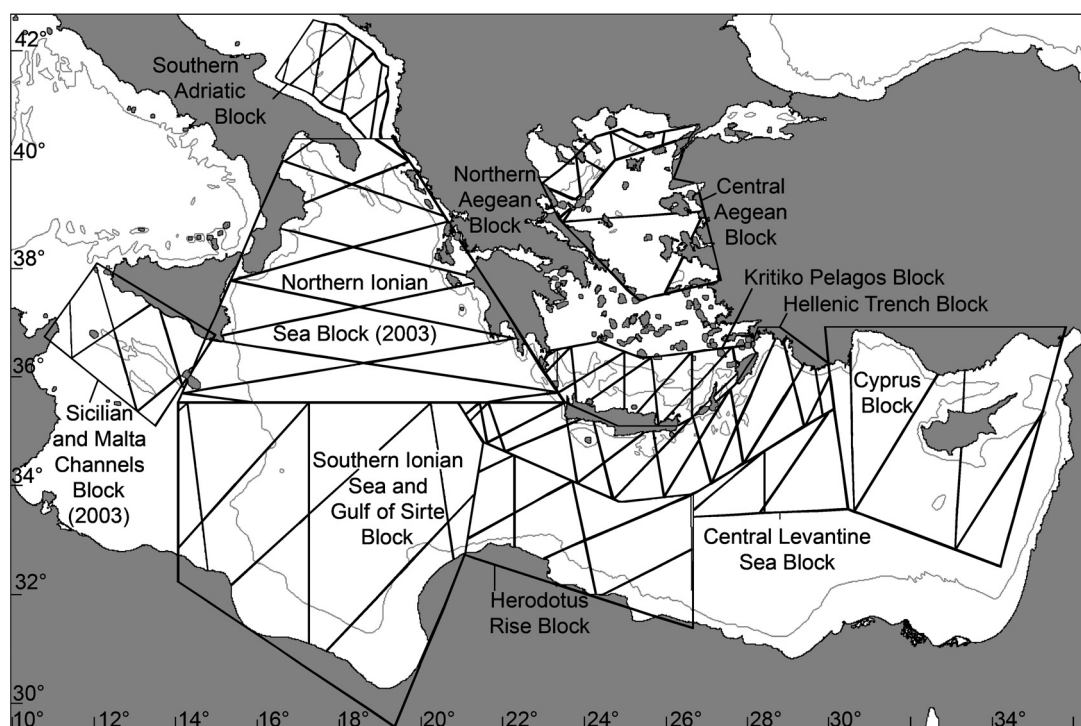 42°
Southern
Adriatic
Block
40°
Northern
Aegean
Block
Central
Aegean
Block
38°
Northern Ionian
Sea Block (2003)
Kritiko Pelagos Block
Hellenic Trench Block
36°
Sicilian
and Malta
Channels
Block
(2003)
Cyprus
Block
34°
Southern Ionian
Sea and
Gulf of Sirte
Block
Central Levantine
Sea Block
32°
Herodotus
Rise Block
30°
10° 12° 14° 16° 18° 20° 22° 24° 26° 28° 30° 32° 34°